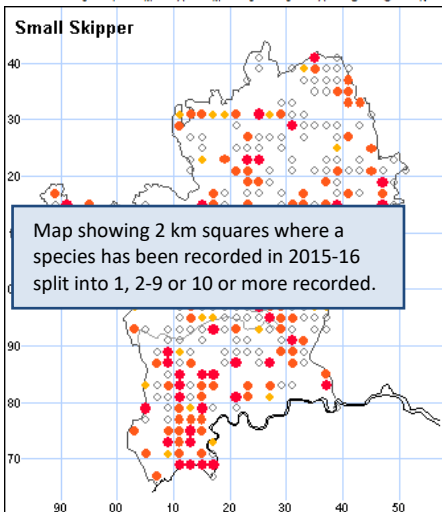 Small Skipper
40
30
20
Map showing 2 km squares where a
species has been recorded in 2015-16
split into 1, 2-9 or 10 or more recorded.
90
80
70
90 00 10 20 30 40 50